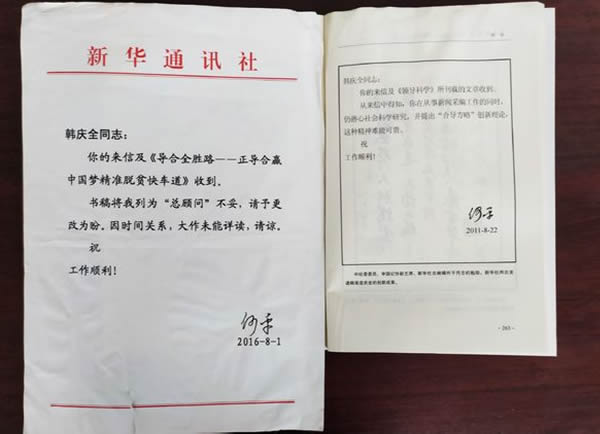 新华通讯社
韩庆全同志：
你的来信及《导合全胜路——正导合赢
中国梦精准脱贫快车道》收到。
书稿将我列为“总顾问”不妥，请予更
改为盼。因时间关系，大作未能详读，请谅。
祝
工作顺利！
何平
2016-8-1
韩庆全同志：
你的来信及《领导科学》所刊载的文章收到。
从来信中得知，你在从事新闻采编工作的同时，
仍潜心社会科学研究，并提出“合导方略”创新理论，
这种精神难能可贵。
祝
工作顺利！
何平
2011-8-22
·263·